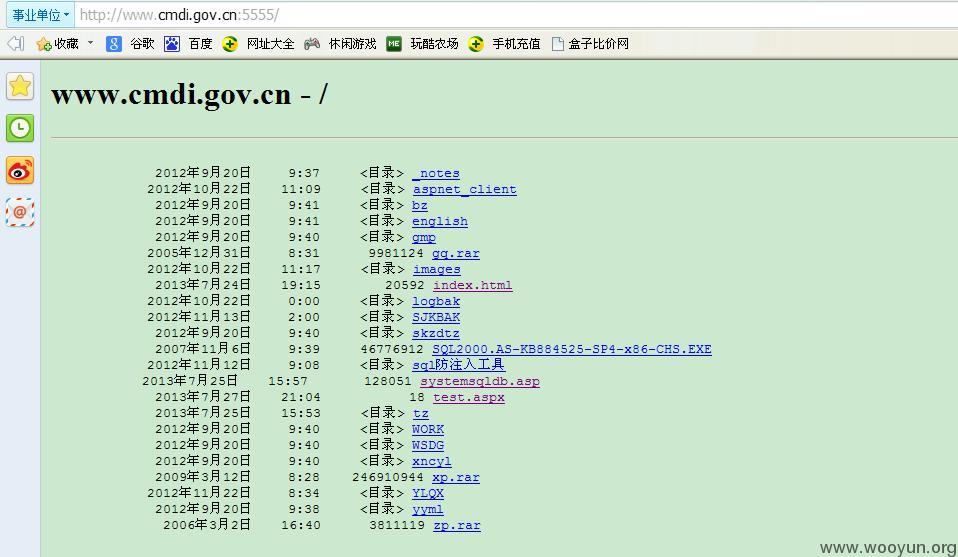 事业单位 http://www.cmdi.gov.cn:5555/
收藏 谷歌 百度 网址大全 休闲游戏 ME 玩酷农场 手机充值 盒子比价网
www.cmdi.gov.cn - /
2012年9月20日 9:37 <目录> _notes
2012年10月22日 11:09 <目录> aspnet_client
2012年9月20日 9:41 <目录> bz
2012年9月20日 9:41 <目录> english
2012年9月20日 9:40 <目录> gmp
2005年12月31日 8:31 9981124 gq.rar
2012年10月22日 11:17 <目录> images
2013年7月24日 19:15 20592 index.html
2012年10月22日 0:00 <目录> logbak
2012年11月13日 2:00 <目录> SJKBAK
2012年9月20日 9:40 <目录> skzdtz
2007年11月6日 9:39 46776912 SQL2000.AS-KB884525-SP4-x86-CHS.EXE
2012年11月12日 9:08 <目录> sql防注入工具
2013年7月25日 15:57 128051 systemsqldb.asp
2013年7月27日 21:04 18 test.aspx
2013年7月25日 15:53 <目录> tz
2012年9月20日 9:40 <目录> WORK
2012年9月20日 9:40 <目录> WSDG
2012年9月20日 9:40 <目录> xncyl
2009年3月12日 8:28 246910944 xp.rar
2012年11月22日 8:34 <目录> YLQX
2012年9月20日 9:38 <目录> yyml
2006年3月2日 16:40 3811119 zp.rar
www.wooyun.org